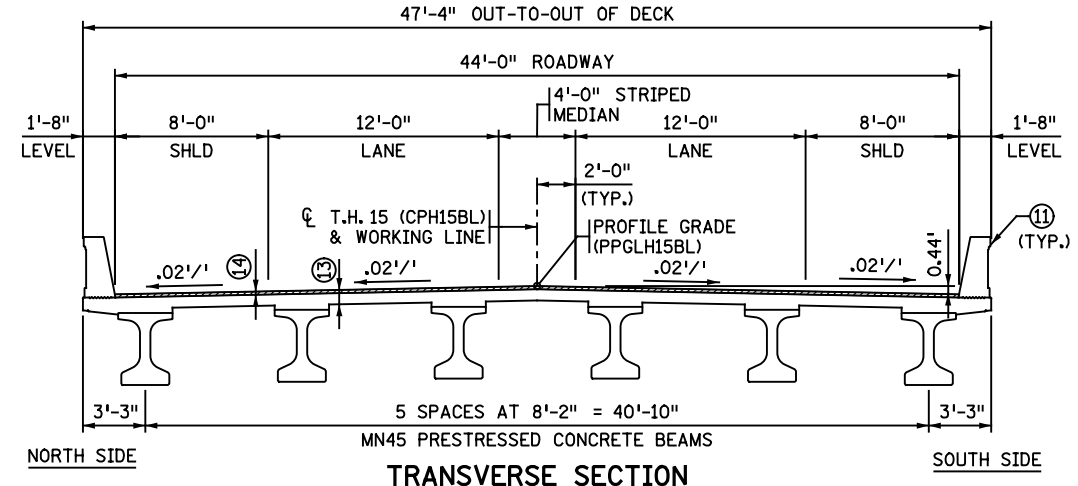 47'-4" OUT-TO-OUT OF DECK
44'-0" ROADWAY
4'-0" STRIPED
MEDIAN
1'-8"
LEVEL
8'-0"
SHLD
12'-0"
LANE
12'-0"
LANE
8'-0"
SHLD
1'-8"
LEVEL
2'-0"
(TYP.)
℄ T.H. 15 (CPH15BL)
& WORKING LINE
PROFILE GRADE
(PPGLH15BL)
11
(TYP.)
.02'/'
14
.02'/'
13
.02'/'
.02'/'
0.44'
3'-3"
5 SPACES AT 8'-2" = 40'-10"
3'-3"
MN45 PRESTRESSED CONCRETE BEAMS
NORTH SIDE
SOUTH SIDE
TRANSVERSE SECTION